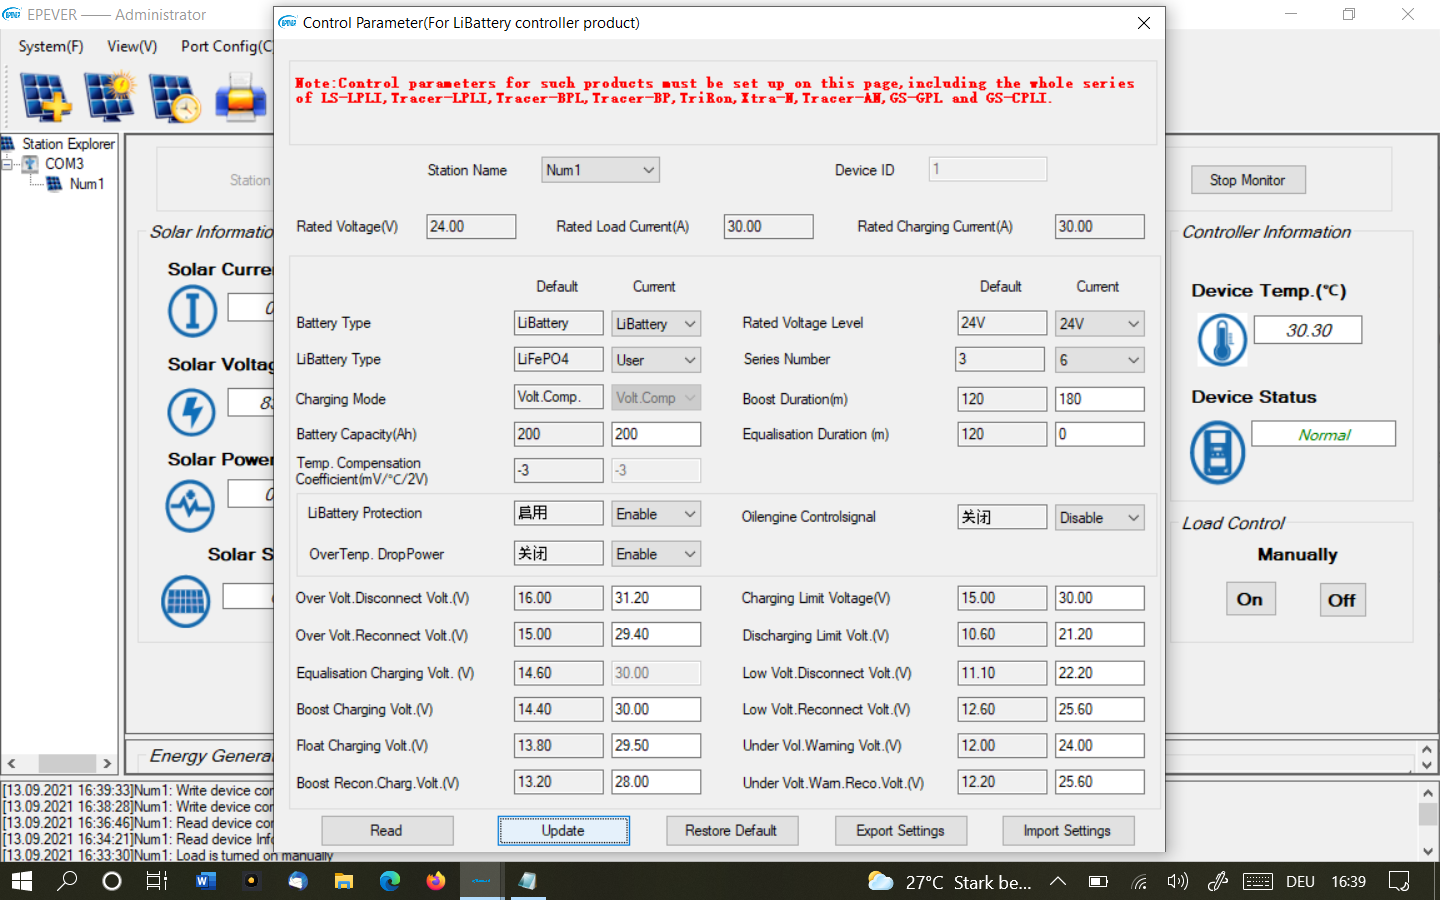 EPEVER —— Administrator
Control Parameter(For LiBattery controller product)
System(F) View(V) Port Config(C
Note:Control parameters for such products must be set up on this page,including the whole series
of LS-LPLI,Tracer-LPLI,Tracer-BPL,Tracer-BP,TriRon,Xtra-N,Tracer-AN,GS-GPL and GS-CPLI.
Station Explorer
COM3
Num1
Station
Station Name Num1 Device ID 1
Stop Monitor
Rated Voltage(V) 24.00 Rated Load Current(A) 30.00 Rated Charging Current(A) 30.00
Solar Informatio
Controller Information
Solar Curre
0
Solar Voltag
83
Solar Power
0
Solar S
Default Current Default Current
Battery Type LiBattery LiBattery Rated Voltage Level 24V 24V
LiBattery Type LiFePO4 User Series Number 3 6
Charging Mode Volt.Comp. Volt.Comp Boost Duration(m) 120 180
Battery Capacity(Ah) 200 200 Equalisation Duration (m) 120 0
Temp. Compensation
Coefficient(mV/°C/2V) -3 -3
LiBattery Protection 启用 Enable Oilengine Controlsignal 关闭 Disable
OverTenp. DropPower 关闭 Enable
Over Volt.Disconnect Volt.(V) 16.00 31.20 Charging Limit Voltage(V) 15.00 30.00
Over Volt.Reconnect Volt.(V) 15.00 29.40 Discharging Limit Volt.(V) 10.60 21.20
Equalisation Charging Volt. (V) 14.60 30.00 Low Volt.Disconnect Volt.(V) 11.10 22.20
Boost Charging Volt.(V) 14.40 30.00 Low Volt.Reconnect Volt.(V) 12.60 25.60
Float Charging Volt.(V) 13.80 29.50 Under Vol.Warning Volt.(V) 12.00 24.00
Boost Recon.Charg.Volt.(V) 13.20 28.00 Under Volt.Warn.Reco.Volt.(V) 12.20 25.60
Read Update Restore Default Export Settings Import Settings
Device Temp.(°C)
30.30
Device Status
Normal
Load Control
Manually
On Off
Energy Genera
[13.09.2021 16:39:33]Num1: Write device con
[13.09.2021 16:38:28]Num1: Write device con
[13.09.2021 16:36:46]Num1: Read device con
[13.09.2021 16:34:21]Num1: Read device Info
[13.09.2021 16:33:30]Num1: Load is turned on manually
27°C Stark be... DEU 16:39